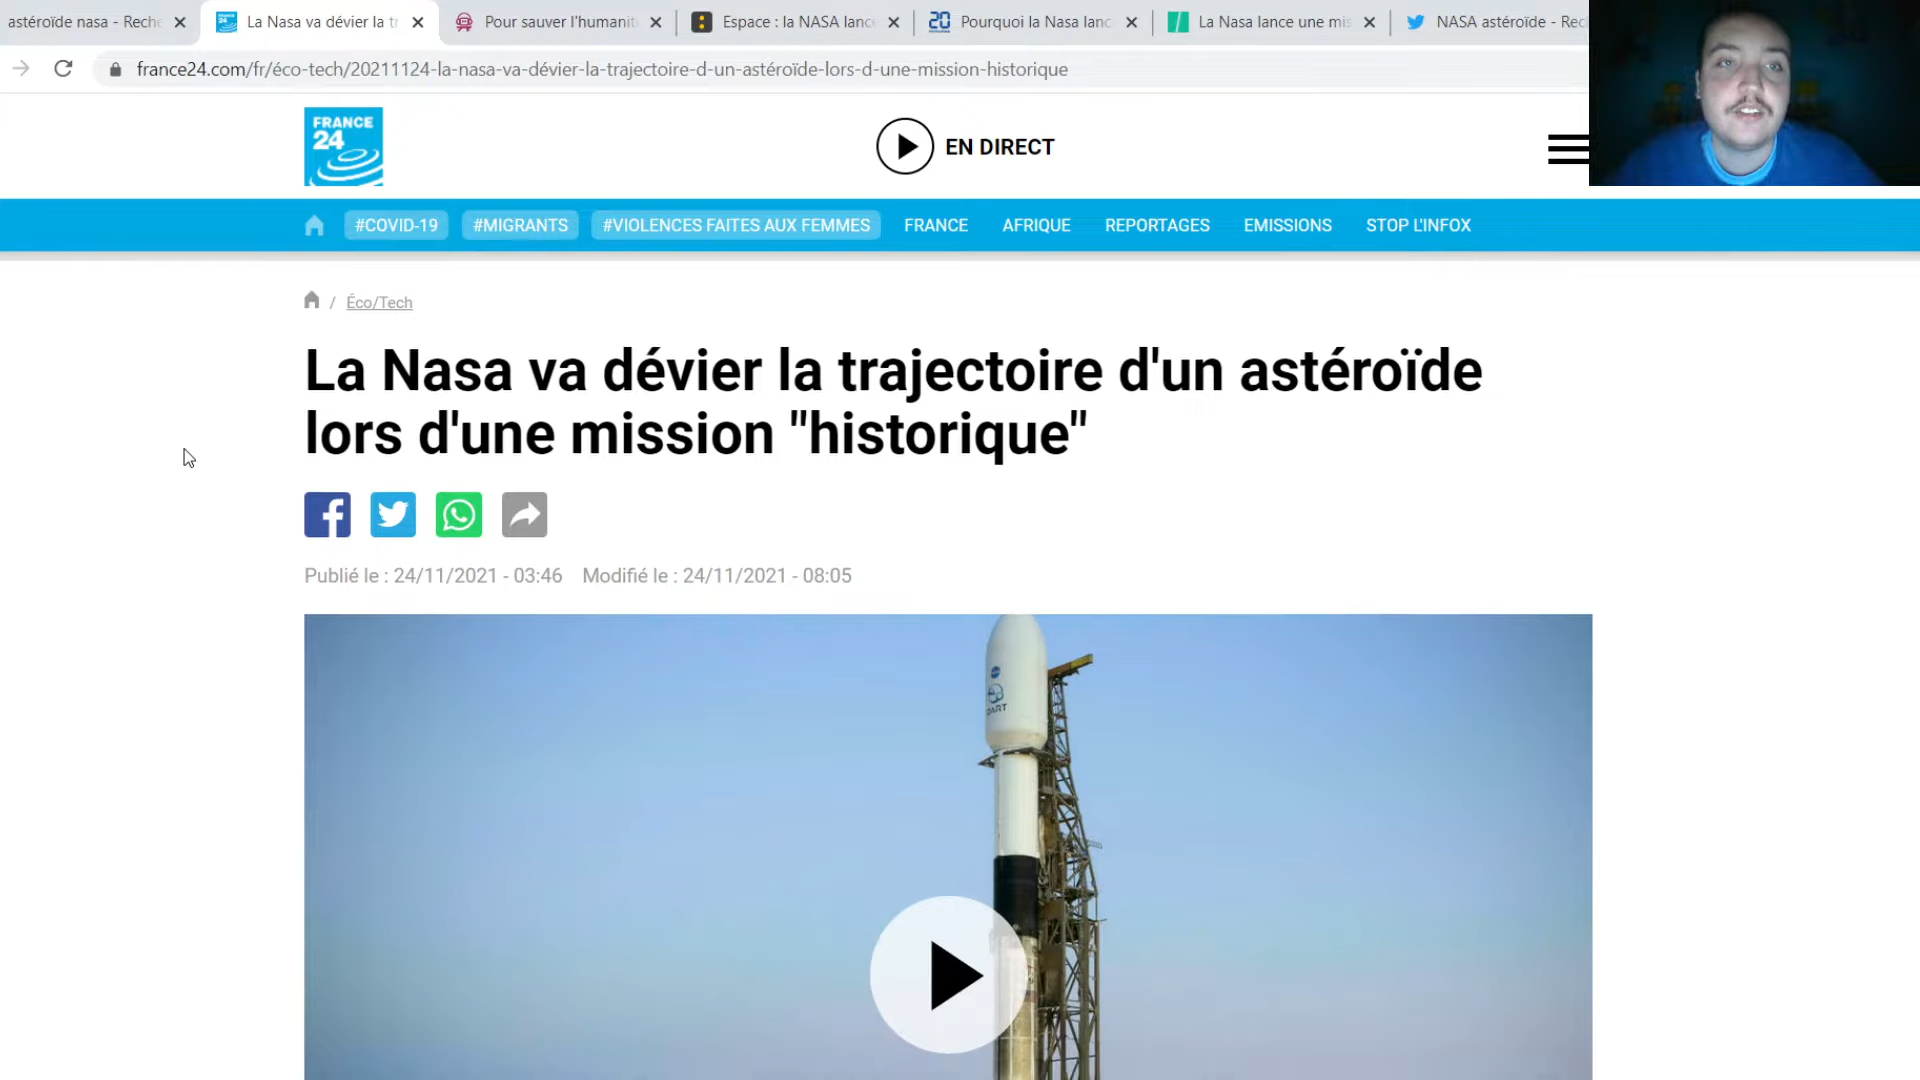 astéroïde nasa - Reche
La Nasa va dévier la tr
Pour sauver l'humanit
Espace : la NASA lanc
20
Pourquoi la Nasa lanc
La Nasa lance une mis
NASA astéroïde - Rec
france24.com/fr/éco-tech/20211124-la-nasa-va-dévier-la-trajectoire-d-un-astéroïde-lors-d-une-mission-historique
FRANCE
24
EN DIRECT
#COVID-19
#MIGRANTS
#VIOLENCES FAITES AUX FEMMES
FRANCE
AFRIQUE
REPORTAGES
EMISSIONS
STOP L'INFOX
/ Éco/Tech
La Nasa va dévier la trajectoire d'un astéroïde
lors d'une mission "historique"
Publié le : 24/11/2021 - 03:46 Modifié le : 24/11/2021 - 08:05
DART